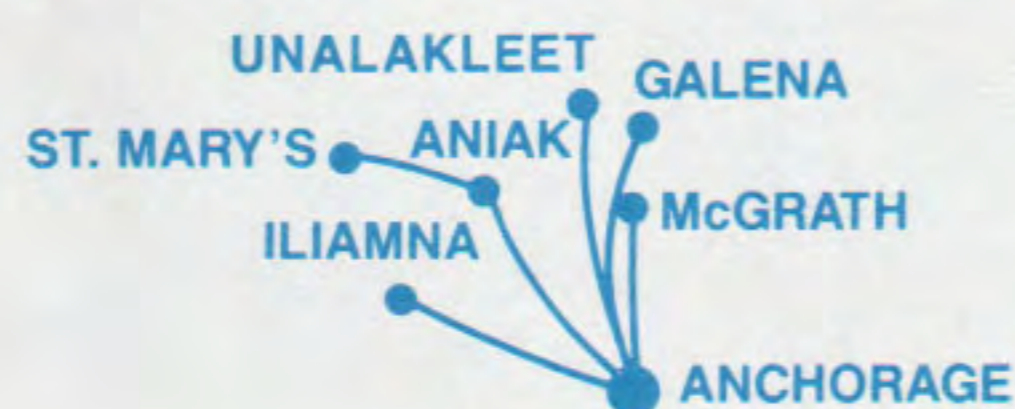 UNALAKLEET
GALENA
ST. MARY'S
ANIAK
McGRATH
ILIAMNA
ANCHORAGE